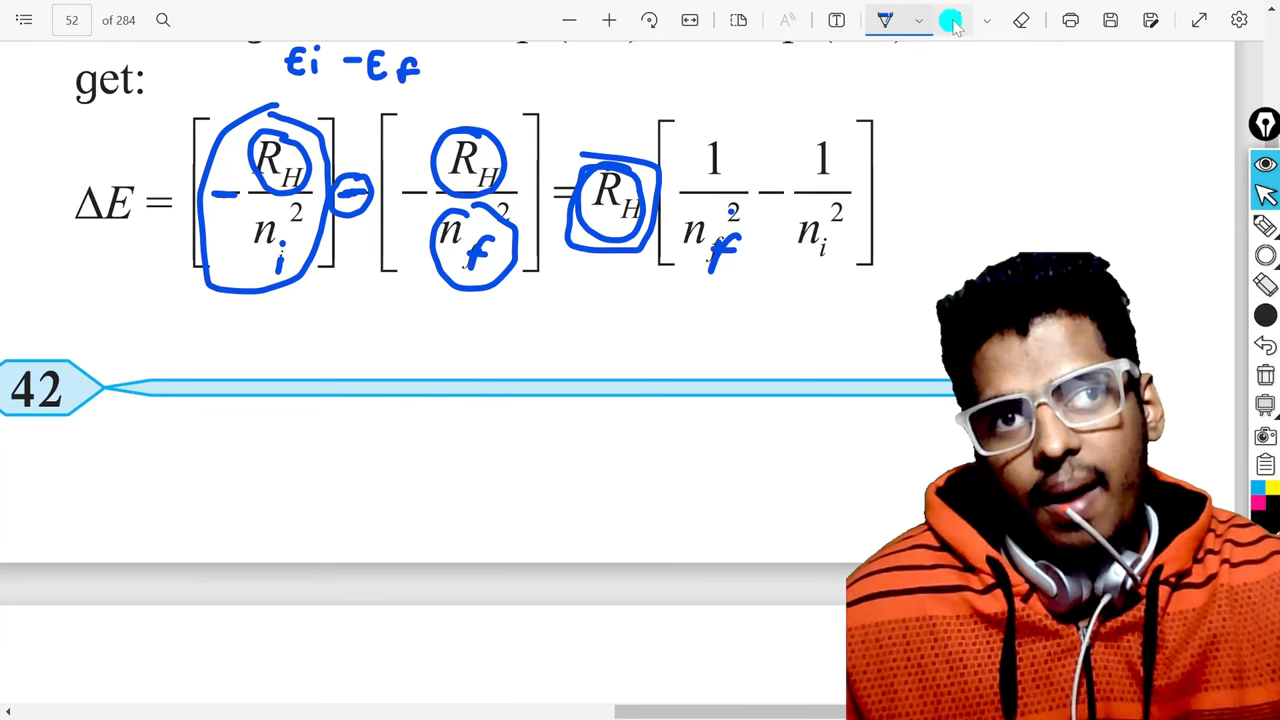 52 of 284
get:
Ei - Ef
ΔE = [ - R_H / n_i^2 ] - [ - R_H / n_f^2 ] = R_H [ 1 / n_f^2 - 1 / n_i^2 ]
42